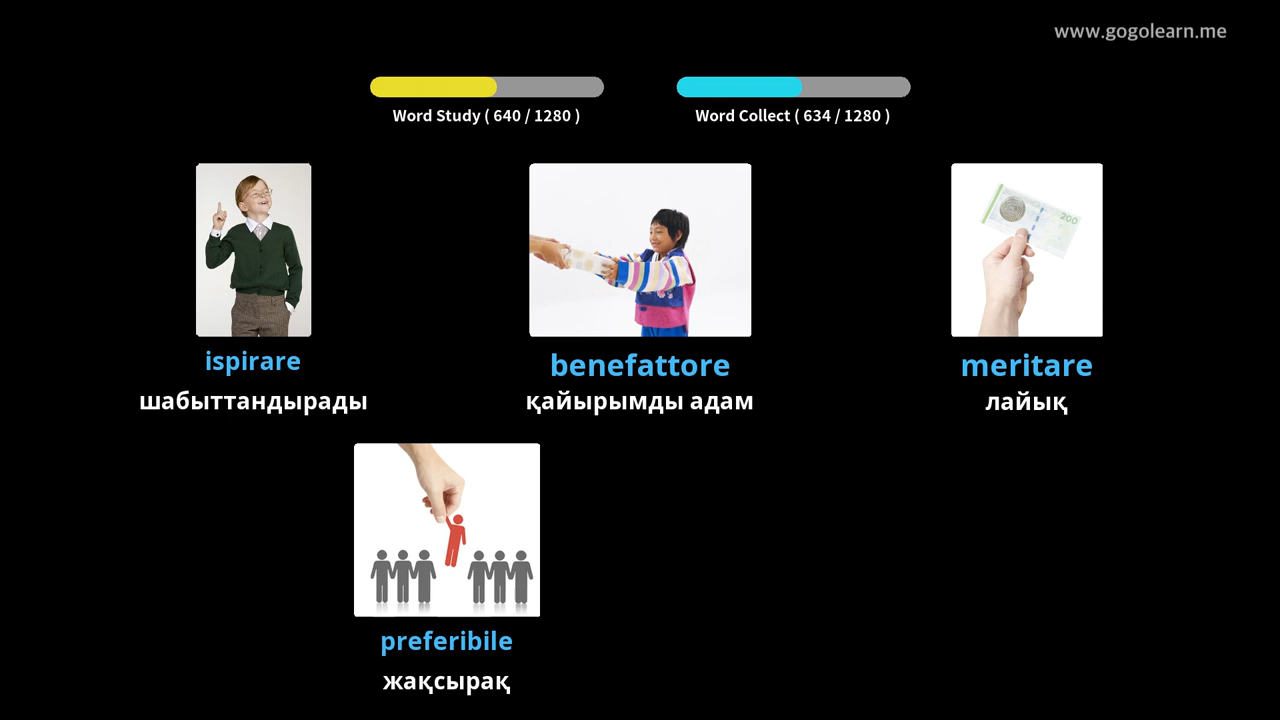 www.gogolearn.me
Word Study ( 640 / 1280 )
Word Collect ( 634 / 1280 )
ispirare
benefattore
meritare
шабыттандырады
қайырымды адам
лайық
200
preferibile
жақсырақ